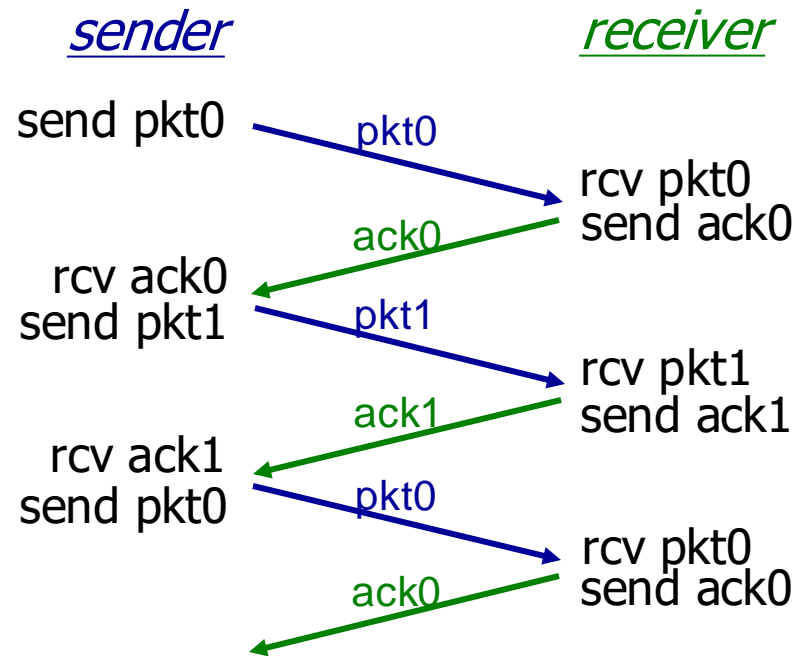 sender
receiver
send pkt0
pkt0
rcv pkt0
send ack0
ack0
rcv ack0
send pkt1
pkt1
rcv pkt1
send ack1
ack1
rcv ack1
send pkt0
pkt0
rcv pkt0
send ack0
ack0